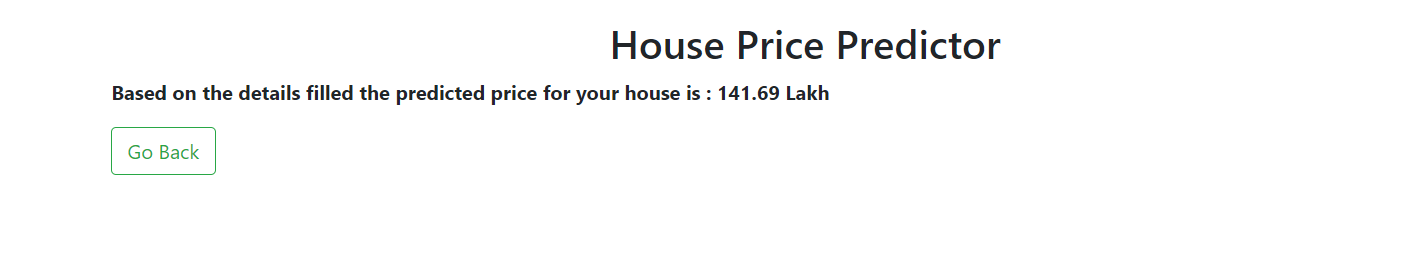 House Price Predictor
Based on the details filled the predicted price for your house is : 141.69 Lakh
Go Back